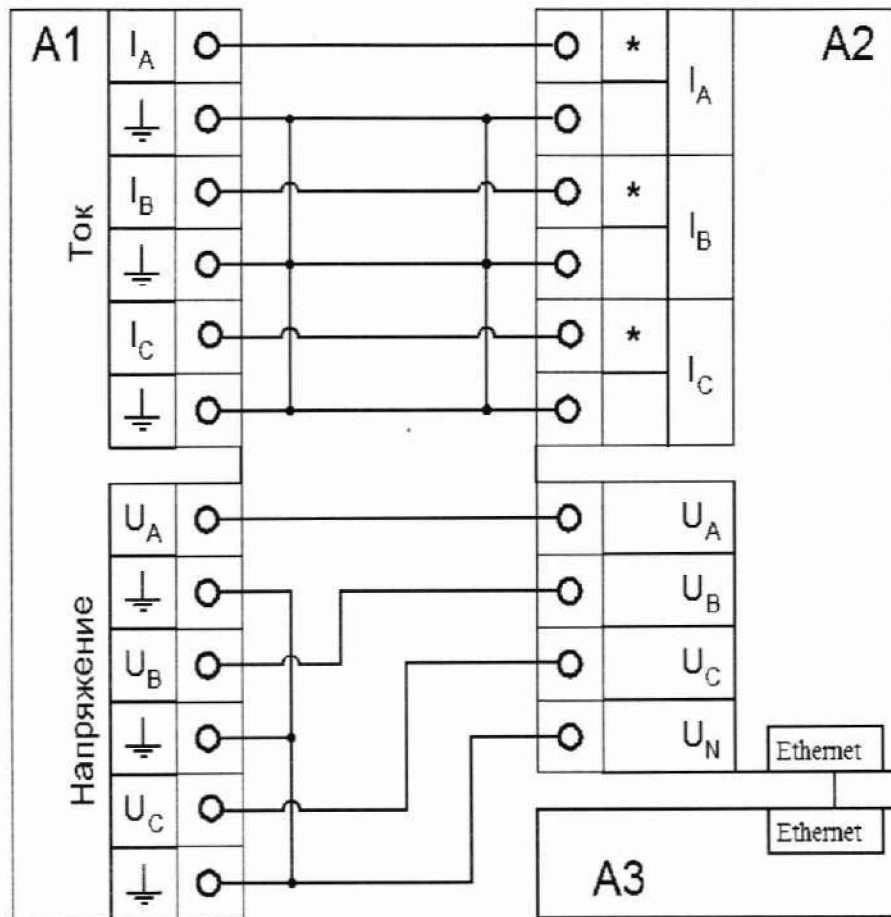 A1
Ток
I_A
I_B
I_C
Напряжение
U_A
U_B
U_C
A2
* I_A
* I_B
* I_C
U_A
U_B
U_C
U_N
Ethernet
Ethernet
A3